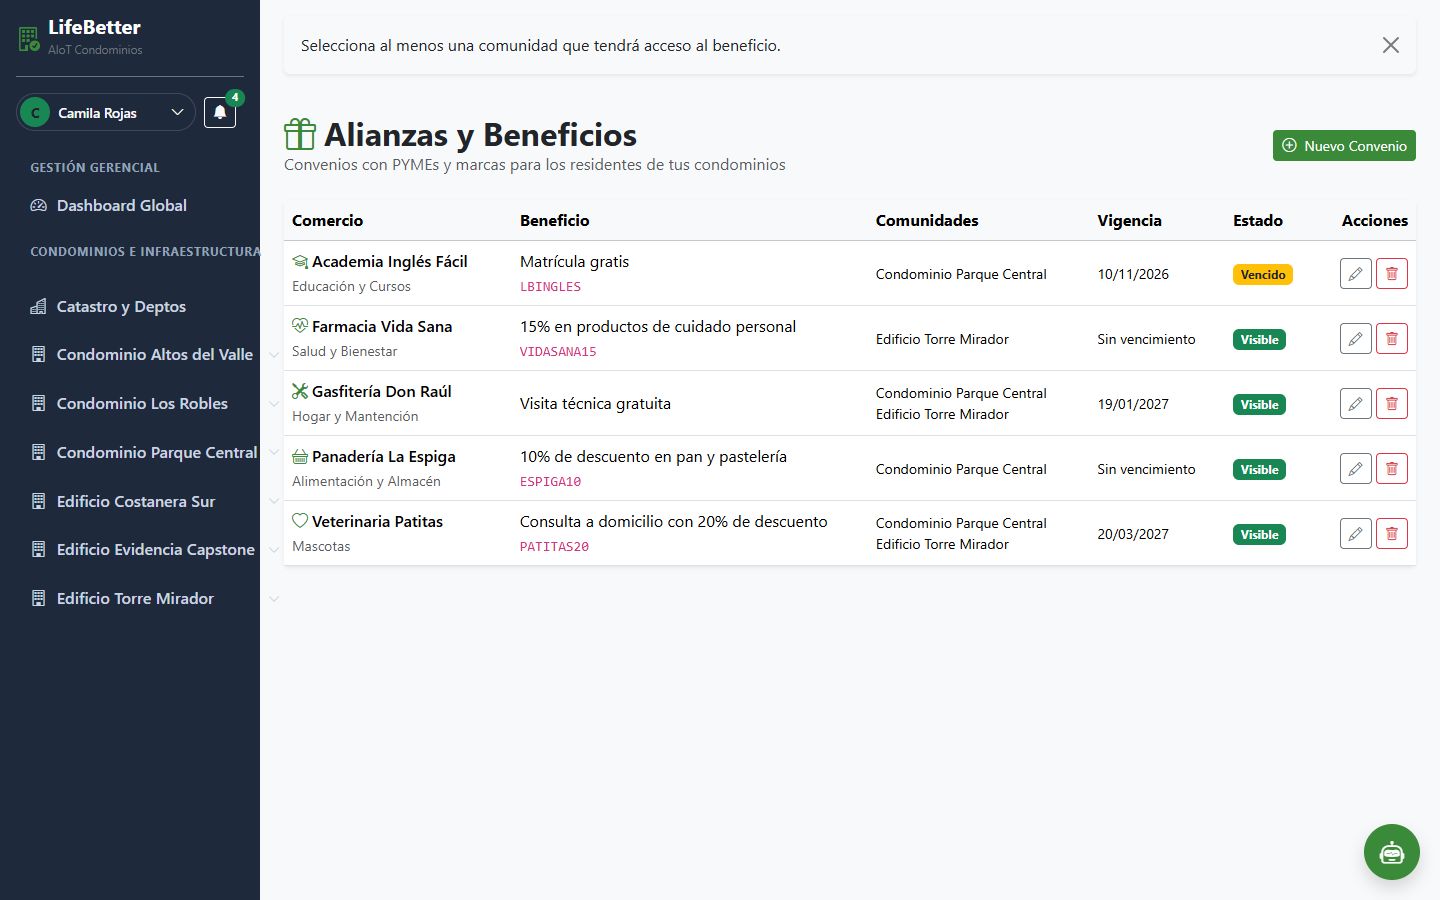 LifeBetter
AIoT Condominios
C
Camila Rojas
4
GESTIÓN GERENCIAL
Dashboard Global
CONDOMINIOS E INFRAESTRUCTURA
Catastro y Deptos
Condominio Altos del Valle
Condominio Los Robles
Condominio Parque Central
Edificio Costanera Sur
Edificio Evidencia Capstone
Edificio Torre Mirador
Selecciona al menos una comunidad que tendrá acceso al beneficio.
Alianzas y Beneficios
Convenios con PYMEs y marcas para los residentes de tus condominios
Nuevo Convenio
Comercio Beneficio Comunidades Vigencia Estado Acciones
Academia Inglés Fácil
Educación y Cursos
Matrícula gratis
LBINGLES
Condominio Parque Central
10/11/2026
Vencido
Farmacia Vida Sana
Salud y Bienestar
15% en productos de cuidado personal
VIDASANA15
Edificio Torre Mirador
Sin vencimiento
Visible
Gasfitería Don Raúl
Hogar y Mantención
Visita técnica gratuita
Condominio Parque Central
Edificio Torre Mirador
19/01/2027
Visible
Panadería La Espiga
Alimentación y Almacén
10% de descuento en pan y pastelería
ESPIGA10
Condominio Parque Central
Sin vencimiento
Visible
Veterinaria Patitas
Mascotas
Consulta a domicilio con 20% de descuento
PATITAS20
Condominio Parque Central
Edificio Torre Mirador
20/03/2027
Visible